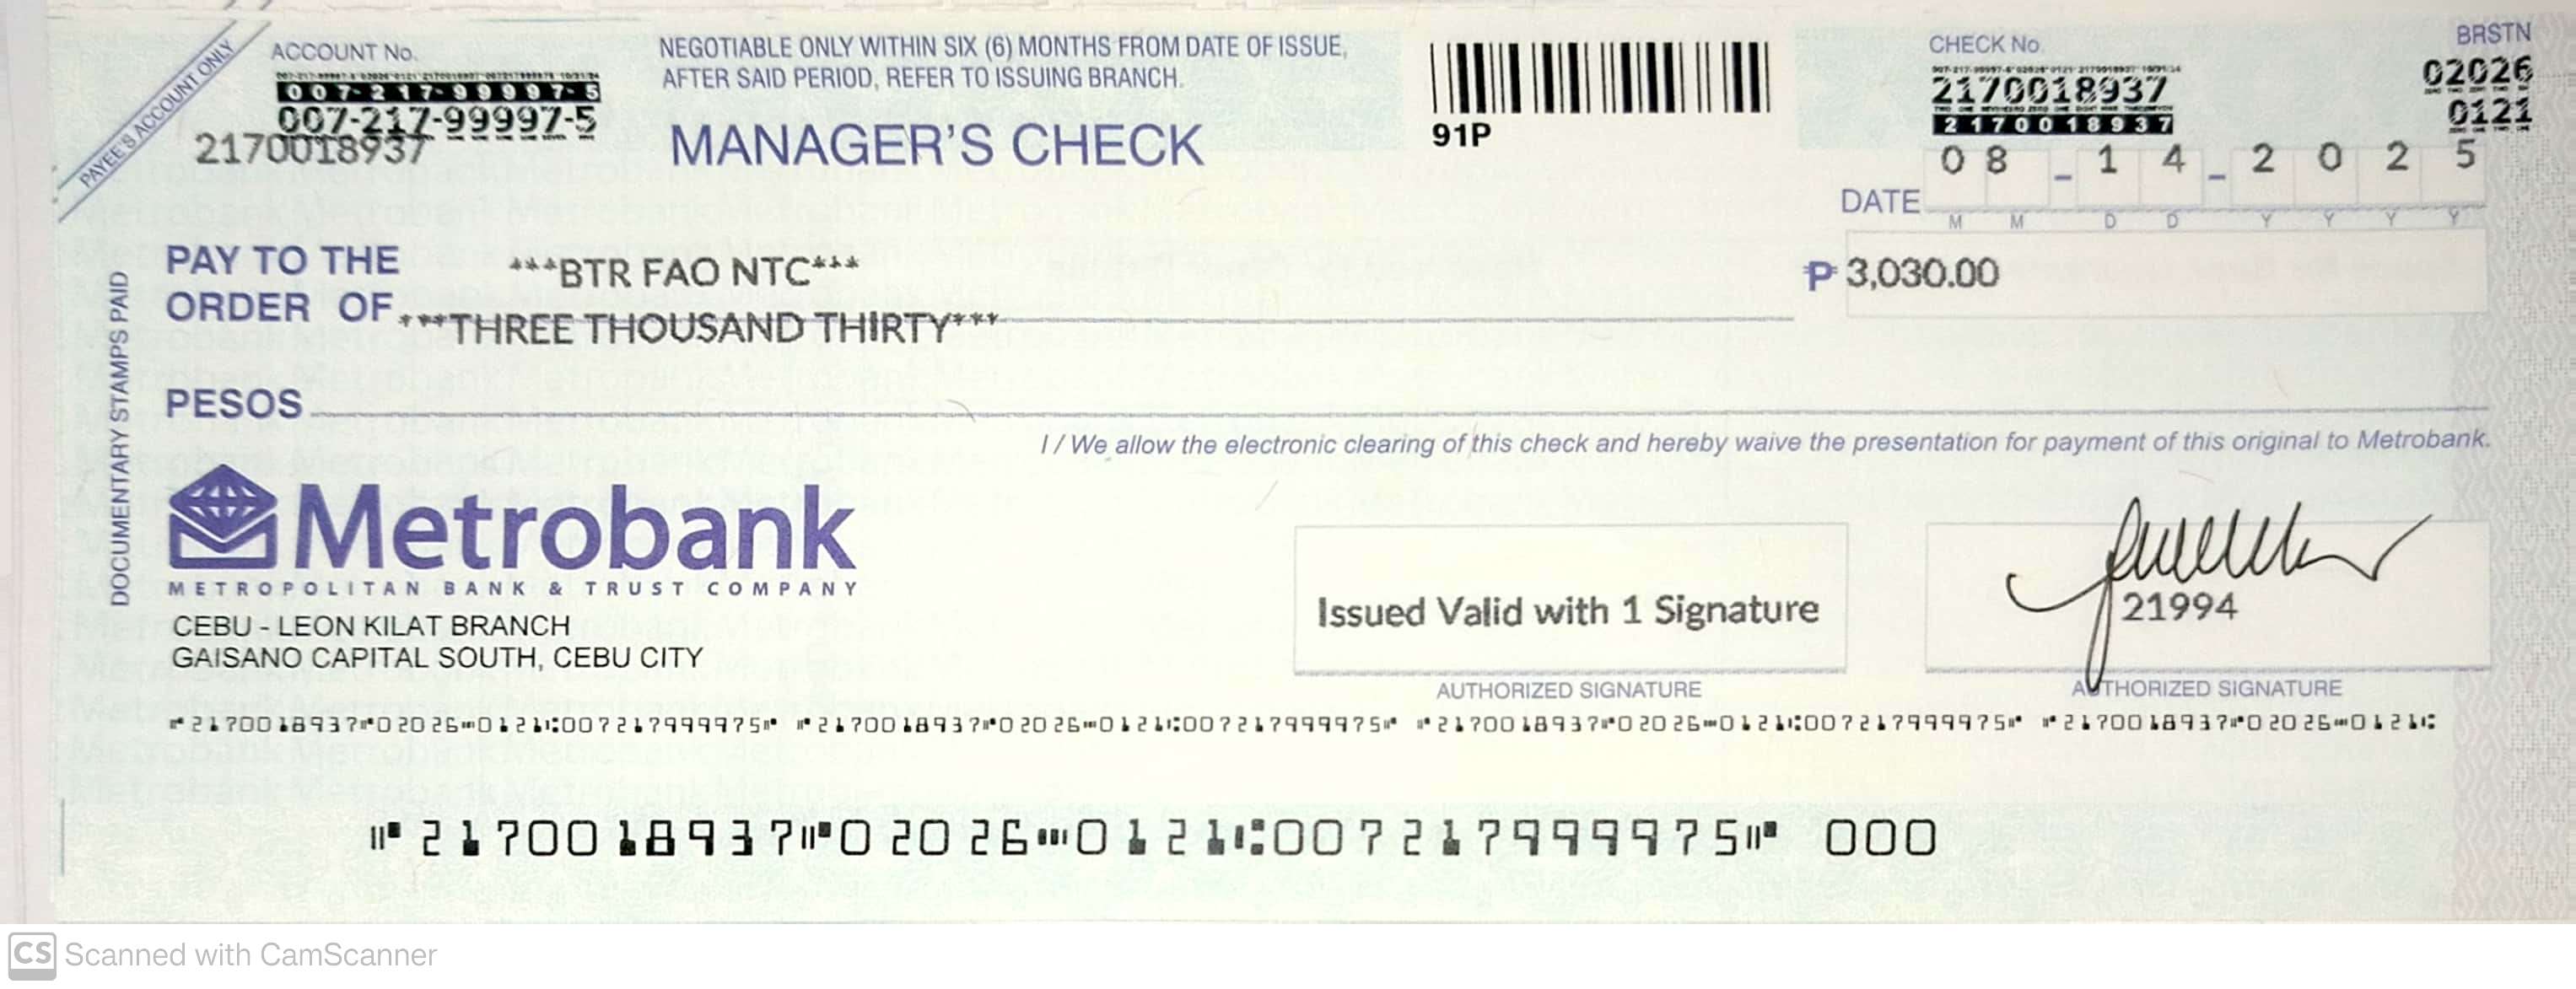 PAYEE'S ACCOUNT ONLY
ACCOUNT No.
007-217-99997-5
007-217-99997-5
2170018937
NEGOTIABLE ONLY WITHIN SIX (6) MONTHS FROM DATE OF ISSUE,
AFTER SAID PERIOD, REFER TO ISSUING BRANCH.
MANAGER'S CHECK
91P
CHECK No.
2170018937
2170018937
BRSTN
02026
0121
DATE 08-14-2025
M M D D Y Y Y Y
PAY TO THE
ORDER OF
***BTR FAO NTC***
₱ 3,030.00
***THREE THOUSAND THIRTY***
PESOS
DOCUMENTARY STAMPS PAID
I / We allow the electronic clearing of this check and hereby waive the presentation for payment of this original to Metrobank.
Metrobank
METROPOLITAN BANK & TRUST COMPANY
CEBU - LEON KILAT BRANCH
GAISANO CAPITAL SOUTH, CEBU CITY
Issued Valid with 1 Signature
AUTHORIZED SIGNATURE
21994
AUTHORIZED SIGNATURE
⑈2170018937⑈02026⑉0121⑆007217999975⑈ ⑈2170018937⑈02026⑉0121⑆007217999975⑈ ⑈2170018937⑈02026⑉0121⑆007217999975⑈ ⑈2170018937⑈02026⑉0121⑆
⑈2170018937⑈02026⑉0121⑆007217999975⑈ 000
CS Scanned with CamScanner